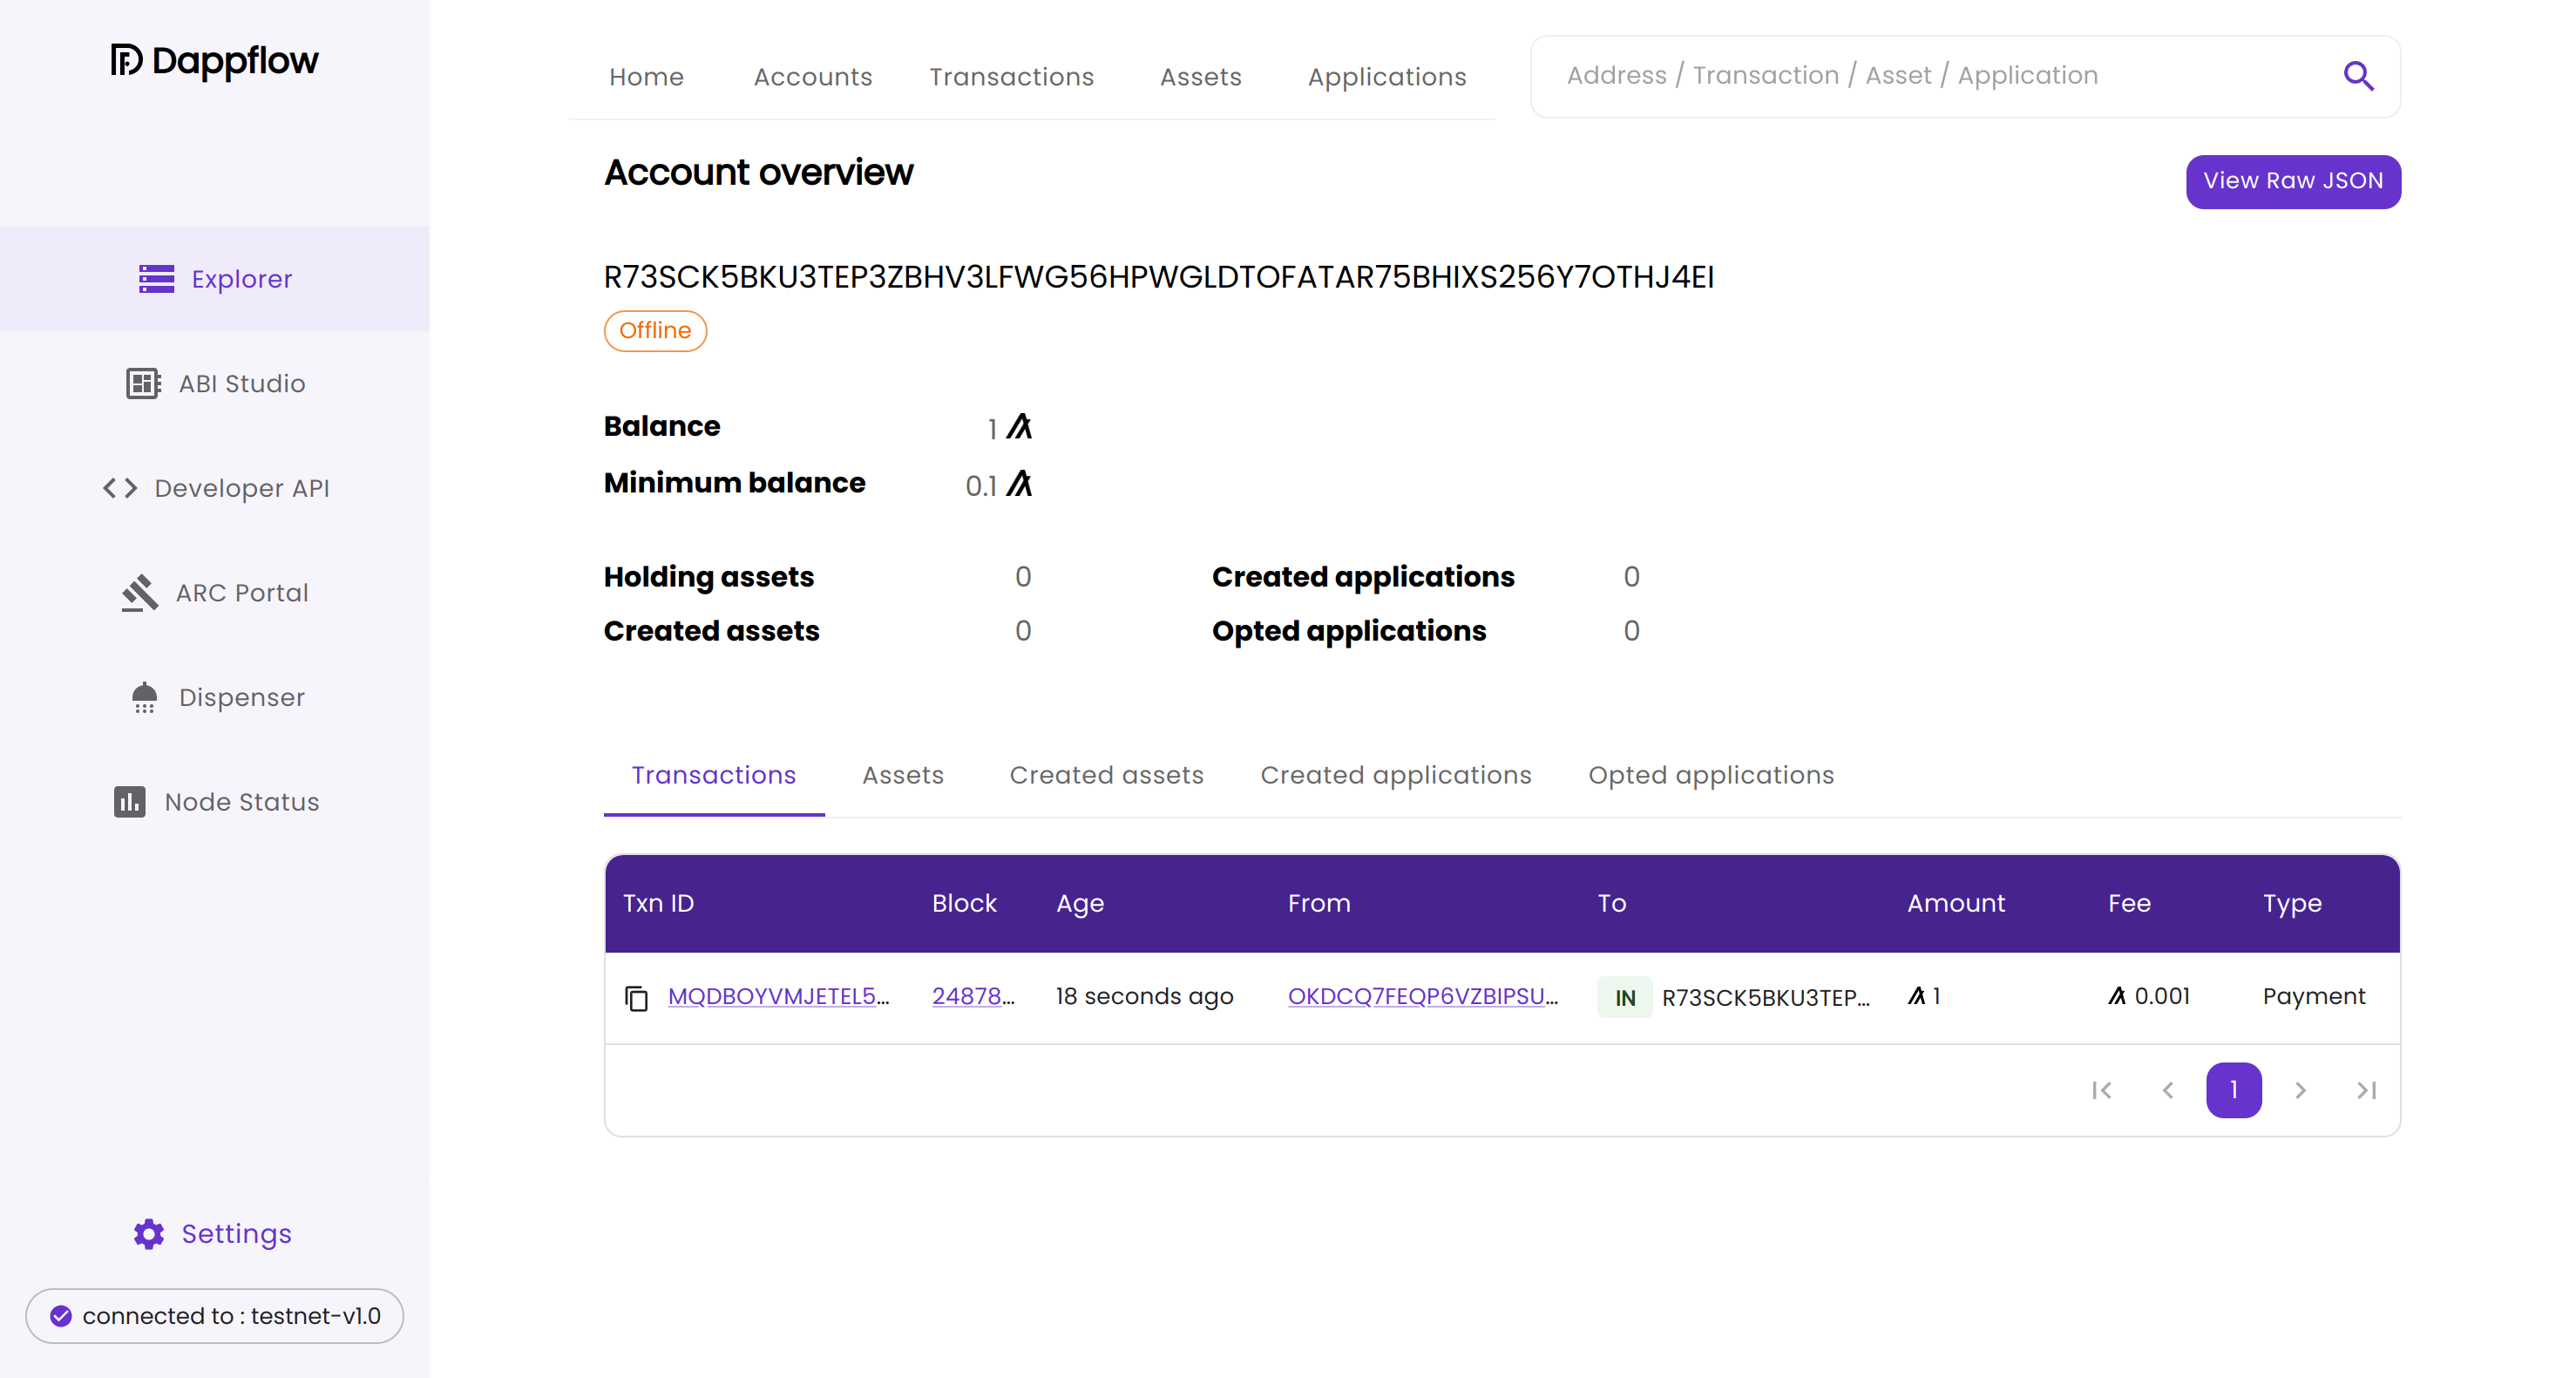 Dappflow
Home Accounts Transactions Assets Applications
Address / Transaction / Asset / Application
Account overview
View Raw JSON
Explorer
R73SCK5BKU3TEP3ZBHV3LFWG56HPWGLDTOFATAR75BHIXS256Y7OTHJ4EI
Offline
ABI Studio
Balance 1
Developer API
Minimum balance 0.1
ARC Portal
Holding assets 0 Created applications 0
Created assets 0 Opted applications 0
Dispenser
Node Status
Transactions Assets Created assets Created applications Opted applications
Txn ID Block Age From To Amount Fee Type
MQDBOYVMJETEL5... 24878... 18 seconds ago OKDCQ7FEQP6VZBIPSU... IN R73SCK5BKU3TEP... 1 0.001 Payment
1
Settings
connected to : testnet-v1.0